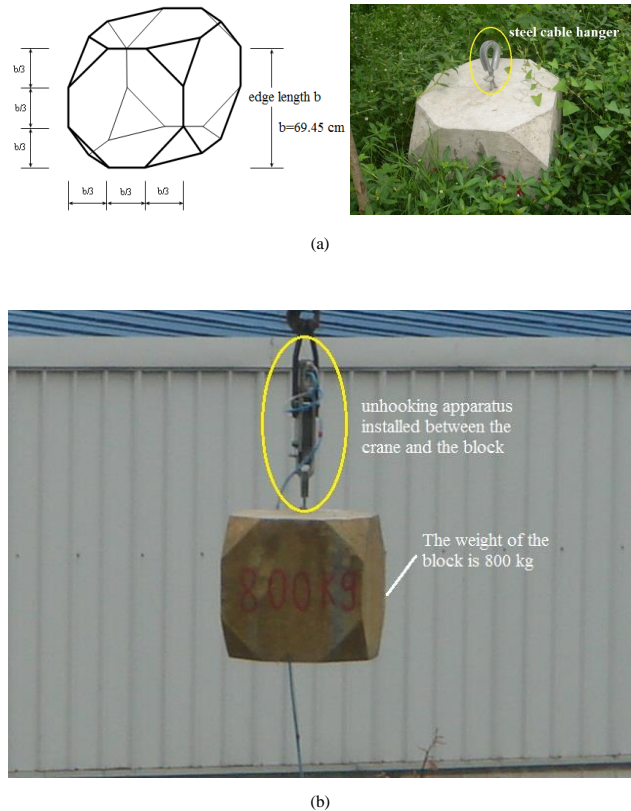 steel cable hanger
b/3
b/3
b/3
edge length b
b=69.45 cm
b/3
b/3
b/3
(a)
unhooking apparatus
installed between the
crane and the block
The weight of the
block is 800 kg
800KG
(b)